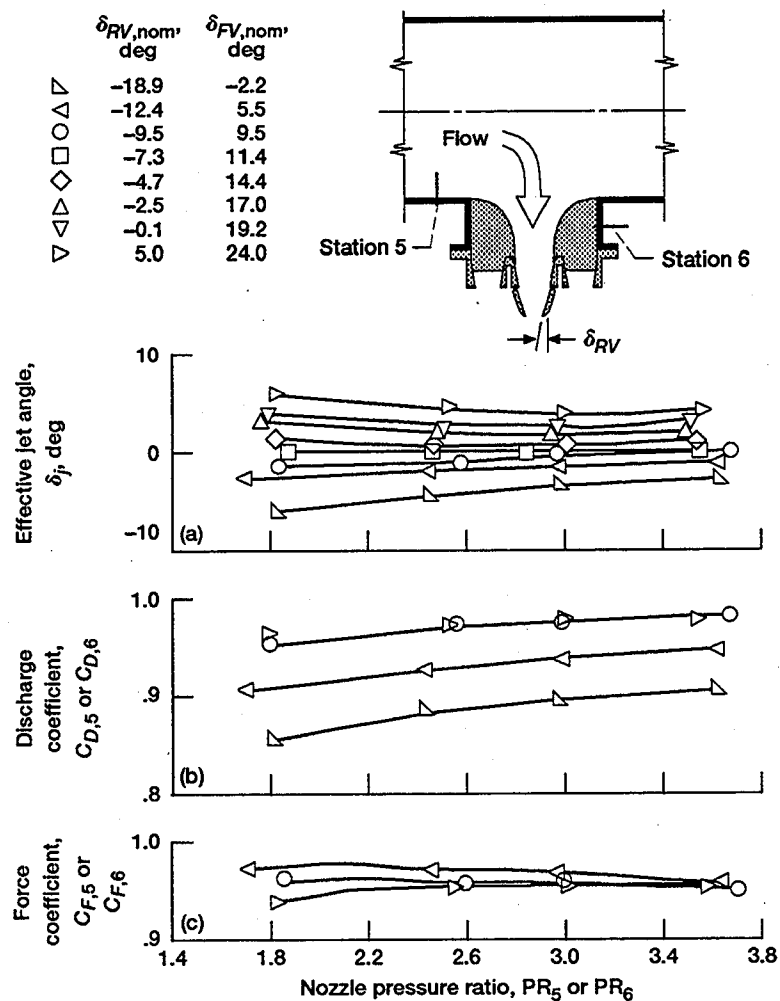 δRV,nom, deg δFV,nom, deg
−18.9 −2.2
−12.4 5.5
−9.5 9.5
−7.3 11.4
−4.7 14.4
−2.5 17.0
−0.1 19.2
5.0 24.0
Flow
Station 5
Station 6
δRV
Effective jet angle, δj, deg
10
0
−10
(a)
Discharge coefficient, CD,5 or CD,6
1.0
.9
.8
(b)
Force coefficient, CF,5 or CF,6
1.0
.9
(c)
1.4 1.8 2.2 2.6 3.0 3.4 3.8
Nozzle pressure ratio, PR5 or PR6